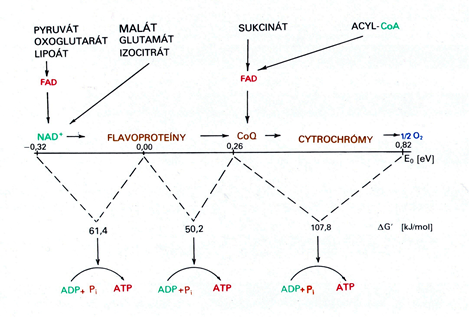 PYRUVÁT
OXOGLUTARÁT
LIPOÁT
MALÁT
GLUTAMÁT
IZOCITRÁT
SUKCINÁT
ACYL-CoA
FAD
FAD
NAD⁺
FLAVOPROTEÍNY
CoQ
CYTROCHRÓMY
1/2 O₂
−0,32
0,00
0,26
0,82
E₀ [eV]
61,4
50,2
107,8
ΔG' [kJ/mol]
ADP + Pᵢ ATP
ADP + Pᵢ ATP
ADP + Pᵢ ATP